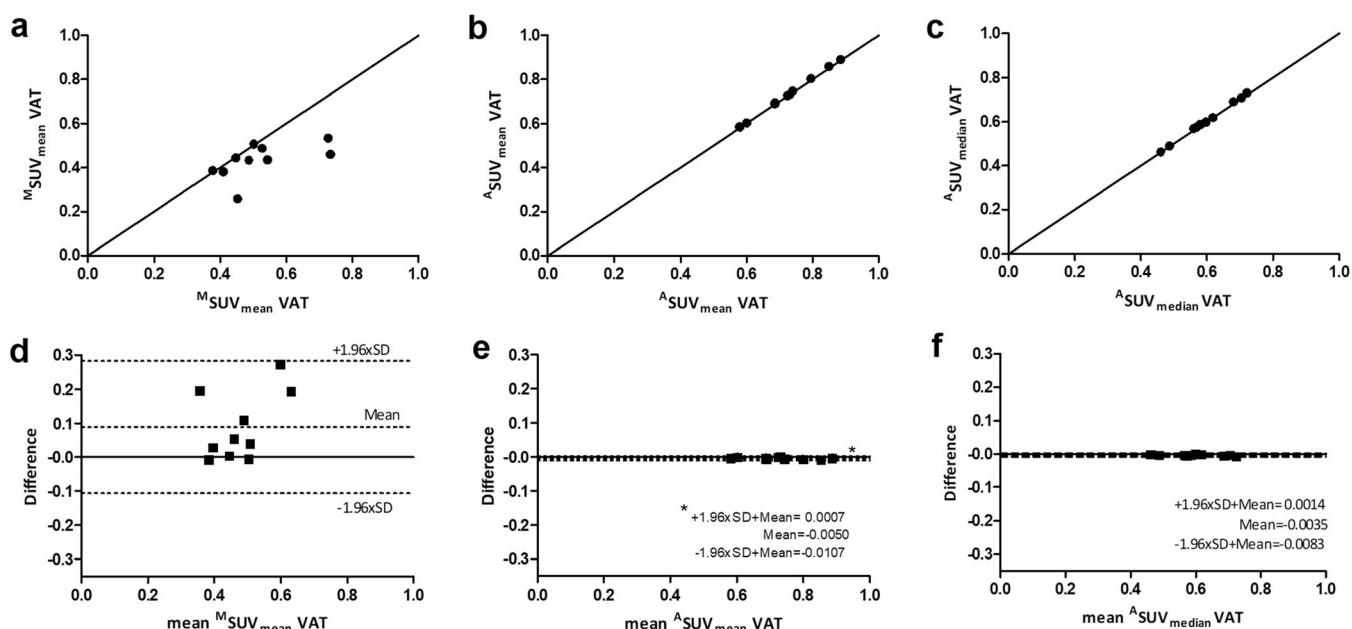 a
1.0
0.8
0.6
0.4
0.2
0.0
ᴹSUVmean VAT
0.0 0.2 0.4 0.6 0.8 1.0
ᴹSUVmean VAT
b
1.0
0.8
0.6
0.4
0.2
0.0
ᴬSUVmean VAT
0.0 0.2 0.4 0.6 0.8 1.0
ᴬSUVmean VAT
c
1.0
0.8
0.6
0.4
0.2
0.0
ᴬSUVmedian VAT
0.0 0.2 0.4 0.6 0.8 1.0
ᴬSUVmedian VAT
d
0.3
0.2
0.1
-0.0
-0.1
-0.2
-0.3
Difference
+1.96xSD
Mean
-1.96xSD
0.0 0.2 0.4 0.6 0.8 1.0
mean ᴹSUVmean VAT
e
0.3
0.2
0.1
-0.0
-0.1
-0.2
-0.3
Difference
*
* +1.96xSD+Mean= 0.0007
Mean=-0.0050
-1.96xSD+Mean=-0.0107
0.0 0.2 0.4 0.6 0.8 1.0
mean ᴬSUVmean VAT
f
0.3
0.2
0.1
-0.0
-0.1
-0.2
-0.3
Difference
+1.96xSD+Mean= 0.0014
Mean=-0.0035
-1.96xSD+Mean=-0.0083
0.0 0.2 0.4 0.6 0.8 1.0
mean ᴬSUVmedian VAT